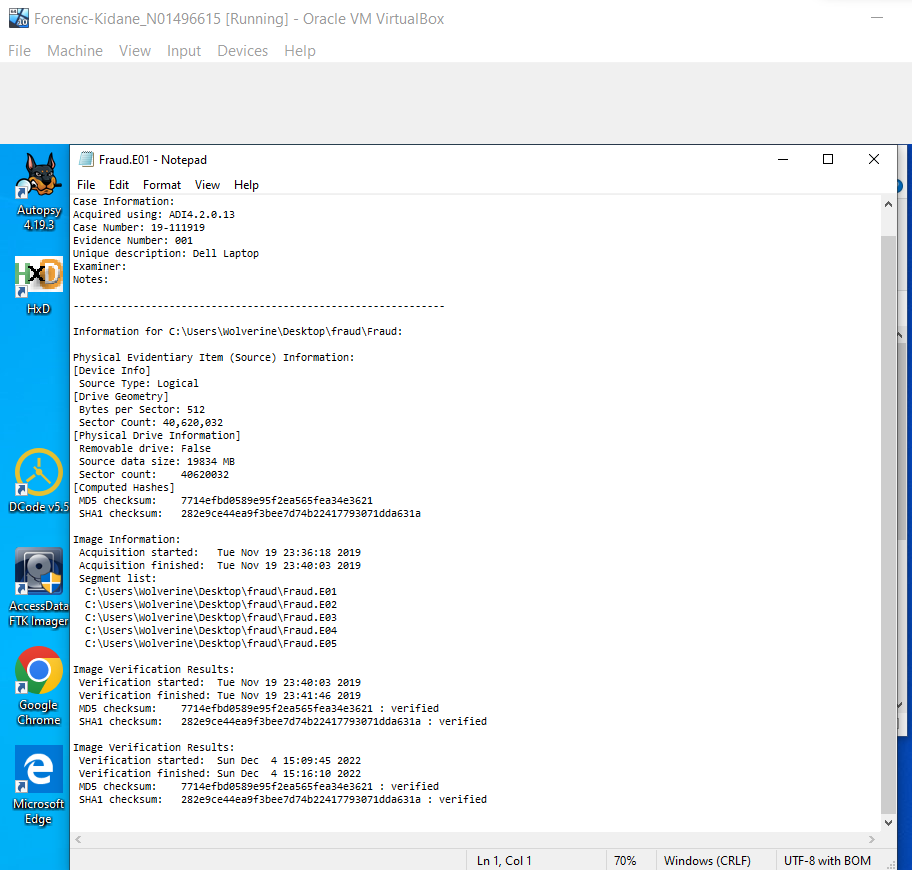 Forensic-Kidane_N01496615 [Running] - Oracle VM VirtualBox
File Machine View Input Devices Help
Autopsy
4.19.3
HxD
DCode v5.5
AccessData
FTK Imager
Google
Chrome
Microsoft
Edge
Fraud.E01 - Notepad
File Edit Format View Help
Case Information:
Acquired using: ADI4.2.0.13
Case Number: 19-111919
Evidence Number: 001
Unique description: Dell Laptop
Examiner:
Notes:
--------------------------------------------------------------
Information for C:\Users\Wolverine\Desktop\fraud\Fraud:
Physical Evidentiary Item (Source) Information:
[Device Info]
Source Type: Logical
[Drive Geometry]
Bytes per Sector: 512
Sector Count: 40,620,032
[Physical Drive Information]
Removable drive: False
Source data size: 19834 MB
Sector count: 40620032
[Computed Hashes]
MD5 checksum: 7714efbd0589e95f2ea565fea34e3621
SHA1 checksum: 282e9ce44ea9f3bee7d74b22417793071dda631a
Image Information:
Acquisition started: Tue Nov 19 23:36:18 2019
Acquisition finished: Tue Nov 19 23:40:03 2019
Segment list:
C:\Users\Wolverine\Desktop\fraud\Fraud.E01
C:\Users\Wolverine\Desktop\fraud\Fraud.E02
C:\Users\Wolverine\Desktop\fraud\Fraud.E03
C:\Users\Wolverine\Desktop\fraud\Fraud.E04
C:\Users\Wolverine\Desktop\fraud\Fraud.E05
Image Verification Results:
Verification started: Tue Nov 19 23:40:03 2019
Verification finished: Tue Nov 19 23:41:46 2019
MD5 checksum: 7714efbd0589e95f2ea565fea34e3621 : verified
SHA1 checksum: 282e9ce44ea9f3bee7d74b22417793071dda631a : verified
Image Verification Results:
Verification started: Sun Dec 4 15:09:45 2022
Verification finished: Sun Dec 4 15:16:10 2022
MD5 checksum: 7714efbd0589e95f2ea565fea34e3621 : verified
SHA1 checksum: 282e9ce44ea9f3bee7d74b22417793071dda631a : verified
Ln 1, Col 1 70% Windows (CRLF) UTF-8 with BOM